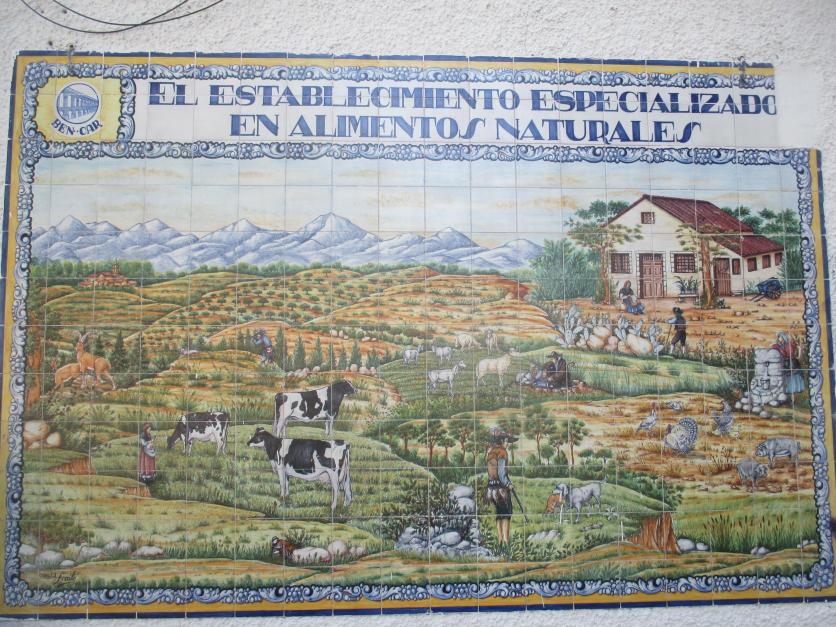 BEN-CAR
EL ESTABLECIMIENTO ESPECIALIZADO
EN ALIMENTOS NATURALES